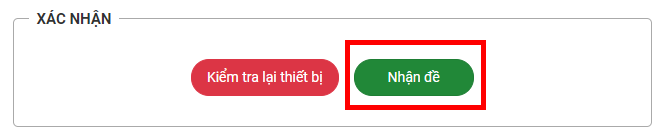 XÁC NHẬN
Kiểm tra lại thiết bị Nhận đề